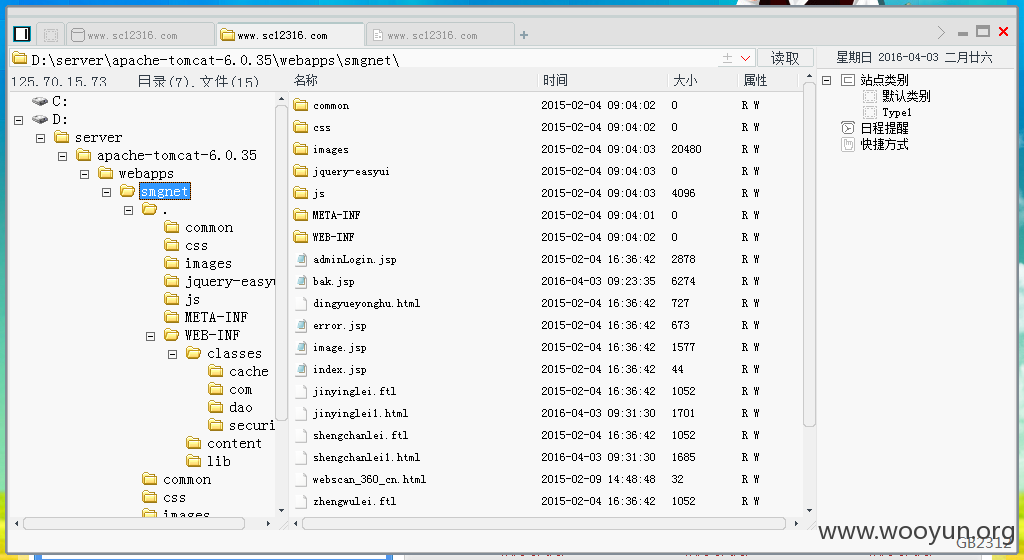 www.sc12316.com
www.sc12316.com
www.sc12316.com
D:\server\apache-tomcat-6.0.35\webapps\smgnet\
读取
星期日 2016-04-03 二月廿六
125.70.15.73 目录(7),文件(15)
名称 时间 大小 属性
C:
D:
server
apache-tomcat-6.0.35
webapps
smgnet
.
common
css
images
jquery-easyu
js
META-INF
WEB-INF
classes
cache
com
dao
securi
content
lib
common
css
images
common 2015-02-04 09:04:02 0 R W
css 2015-02-04 09:04:02 0 R W
images 2015-02-04 09:04:03 20480 R W
jquery-easyui 2015-02-04 09:04:03 0 R W
js 2015-02-04 09:04:03 4096 R W
META-INF 2015-02-04 09:04:01 0 R W
WEB-INF 2015-02-04 09:04:02 0 R W
adminLogin.jsp 2015-02-04 16:36:42 2878 R W
bak.jsp 2016-04-03 09:23:35 6274 R W
dingyueyonghu.html 2015-02-04 16:36:42 727 R W
error.jsp 2015-02-04 16:36:42 673 R W
image.jsp 2015-02-04 16:36:42 1577 R W
index.jsp 2015-02-04 16:36:42 44 R W
jinyinglei.ftl 2015-02-04 16:36:42 1052 R W
jinyinglei1.html 2016-04-03 09:31:30 1701 R W
shengchanlei.ftl 2015-02-04 16:36:42 1052 R W
shengchanlei1.html 2016-04-03 09:31:30 1685 R W
webscan_360_cn.html 2015-02-09 14:48:48 32 R W
zhengwulei.ftl 2015-02-04 16:36:42 1052 R W
站点类别
默认类别
Type1
日程提醒
快捷方式
www.wooyun.org
GB2312